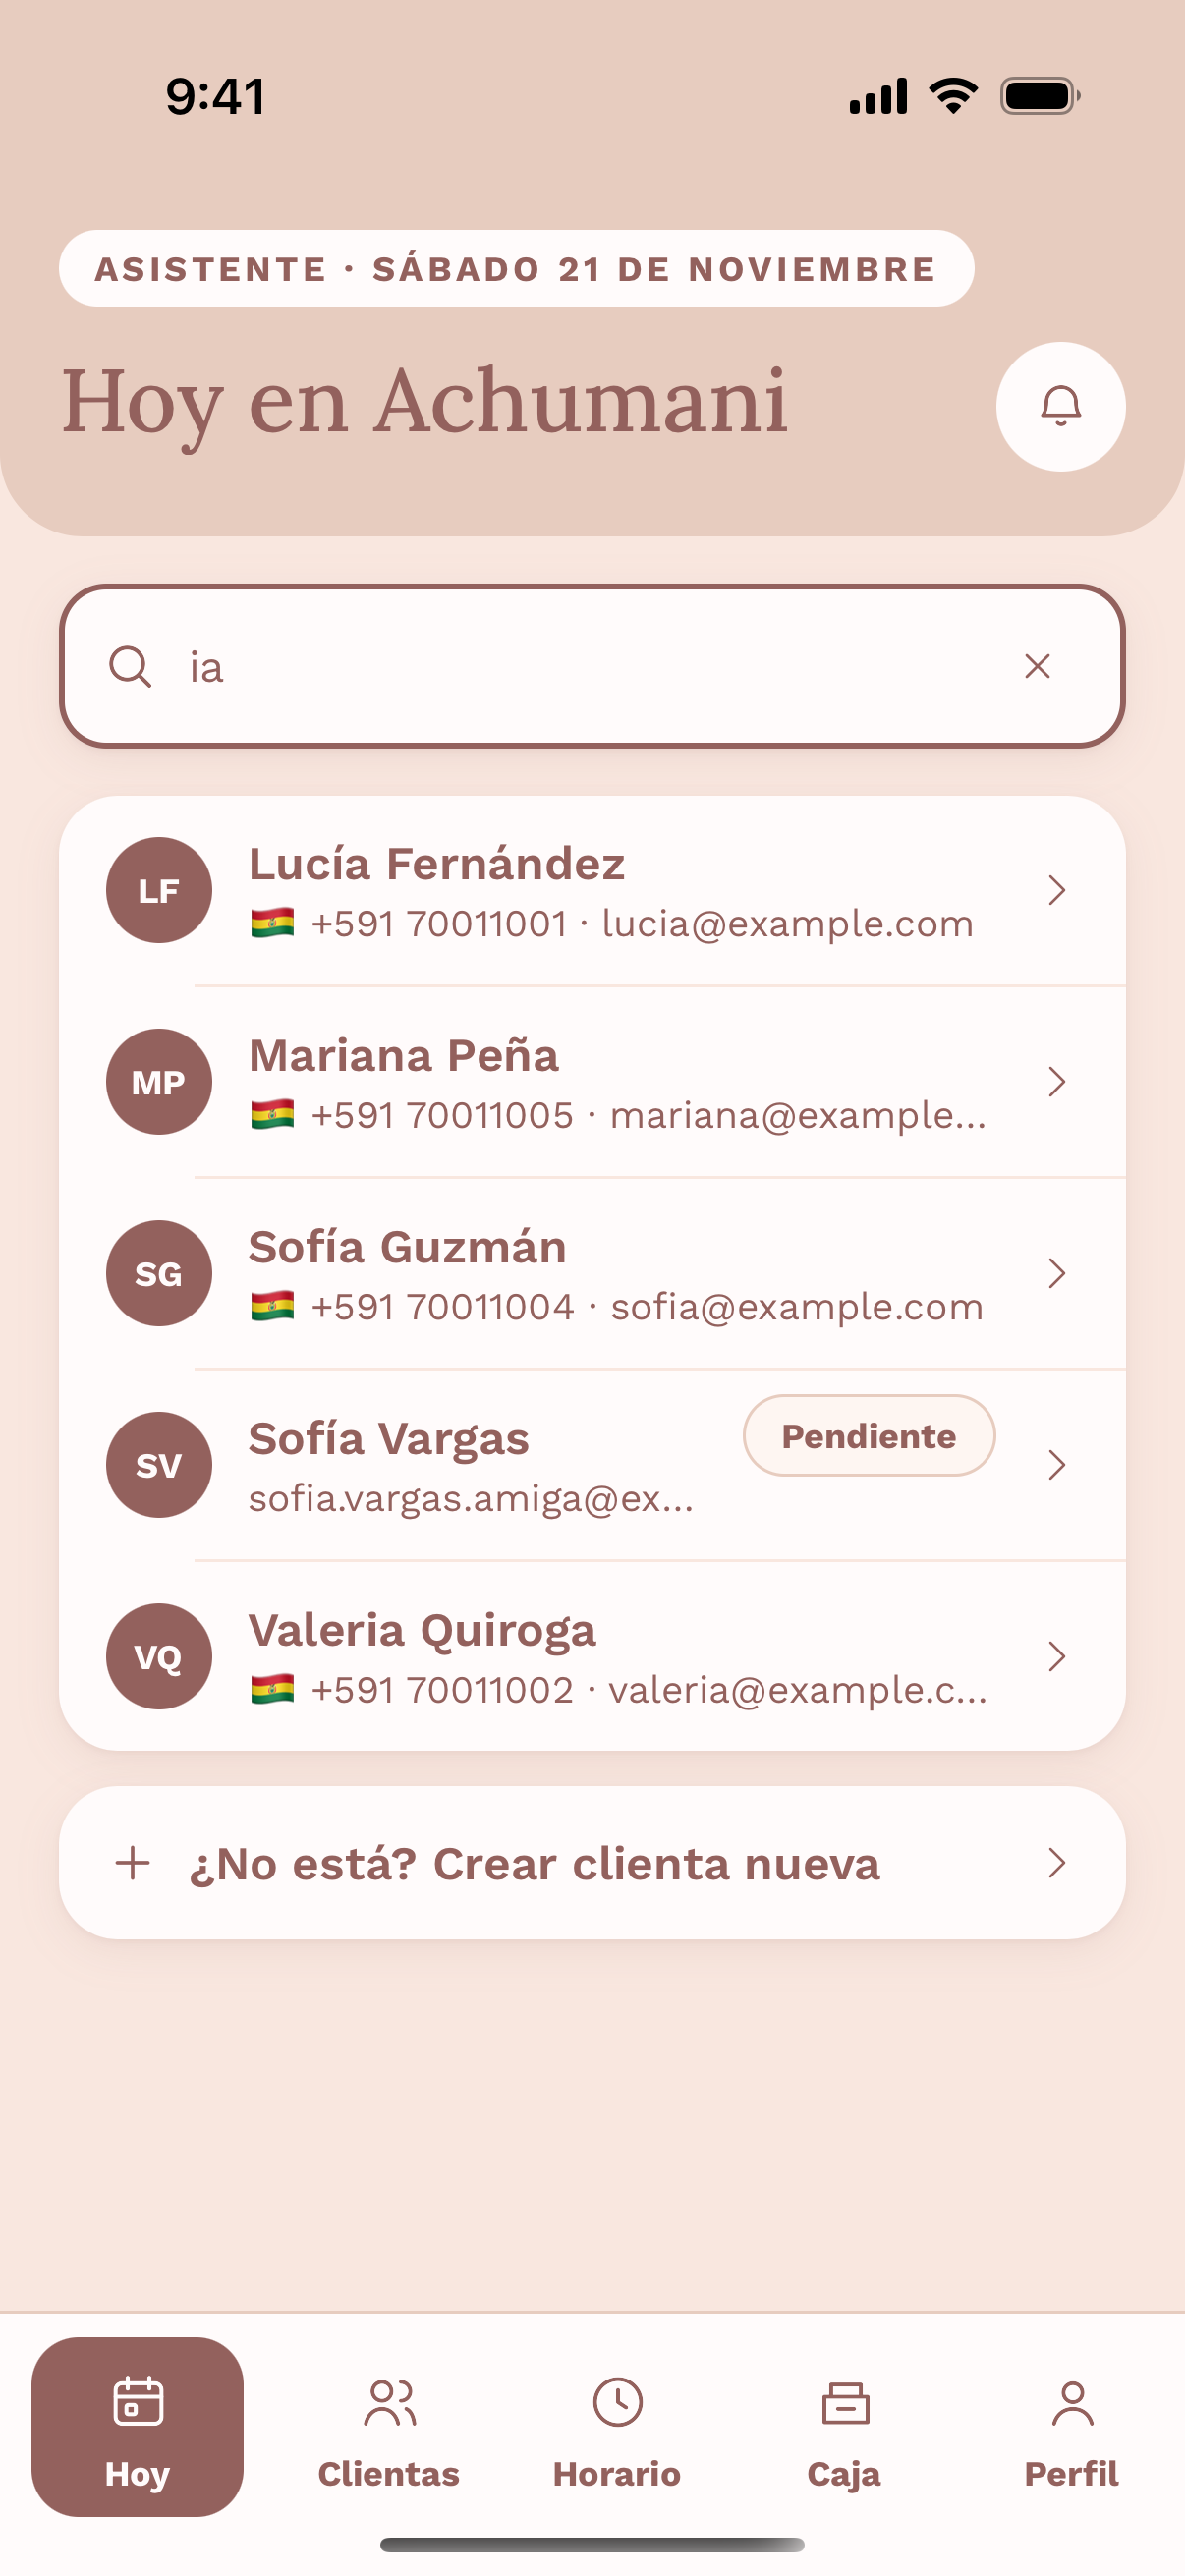 9:41
ASISTENTE · SÁBADO 21 DE NOVIEMBRE
Hoy en Achumani
ia
LF
Lucía Fernández
🇧🇴 +591 70011001 · lucia@example.com
MP
Mariana Peña
🇧🇴 +591 70011005 · mariana@example...
SG
Sofía Guzmán
🇧🇴 +591 70011004 · sofia@example.com
SV
Sofía Vargas
Pendiente
sofia.vargas.amiga@ex...
VQ
Valeria Quiroga
🇧🇴 +591 70011002 · valeria@example.c...
¿No está? Crear clienta nueva
Hoy
Clientas
Horario
Caja
Perfil